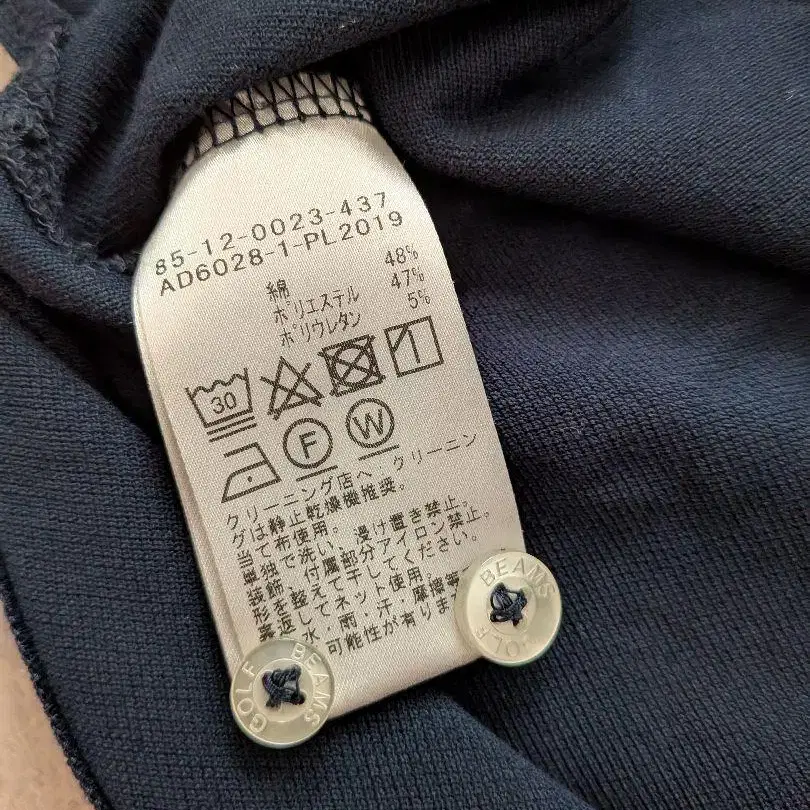 85-12-0023-437
AD6028-1-PL2019
綿 48%
ポリエステル 47%
ポリウレタン 5%
30
F W
クリーニング店へ:クリーニン
グは静止乾燥機推奨。
当て布使用。
単独で洗い、浸け置き禁止。
装飾・付属部分アイロン禁止。
形を整えて干してください。
裏返してネット使用。
水・雨・汗・摩擦等
可能性が有りま
BEAMS GOLF
BEAMS GOLF